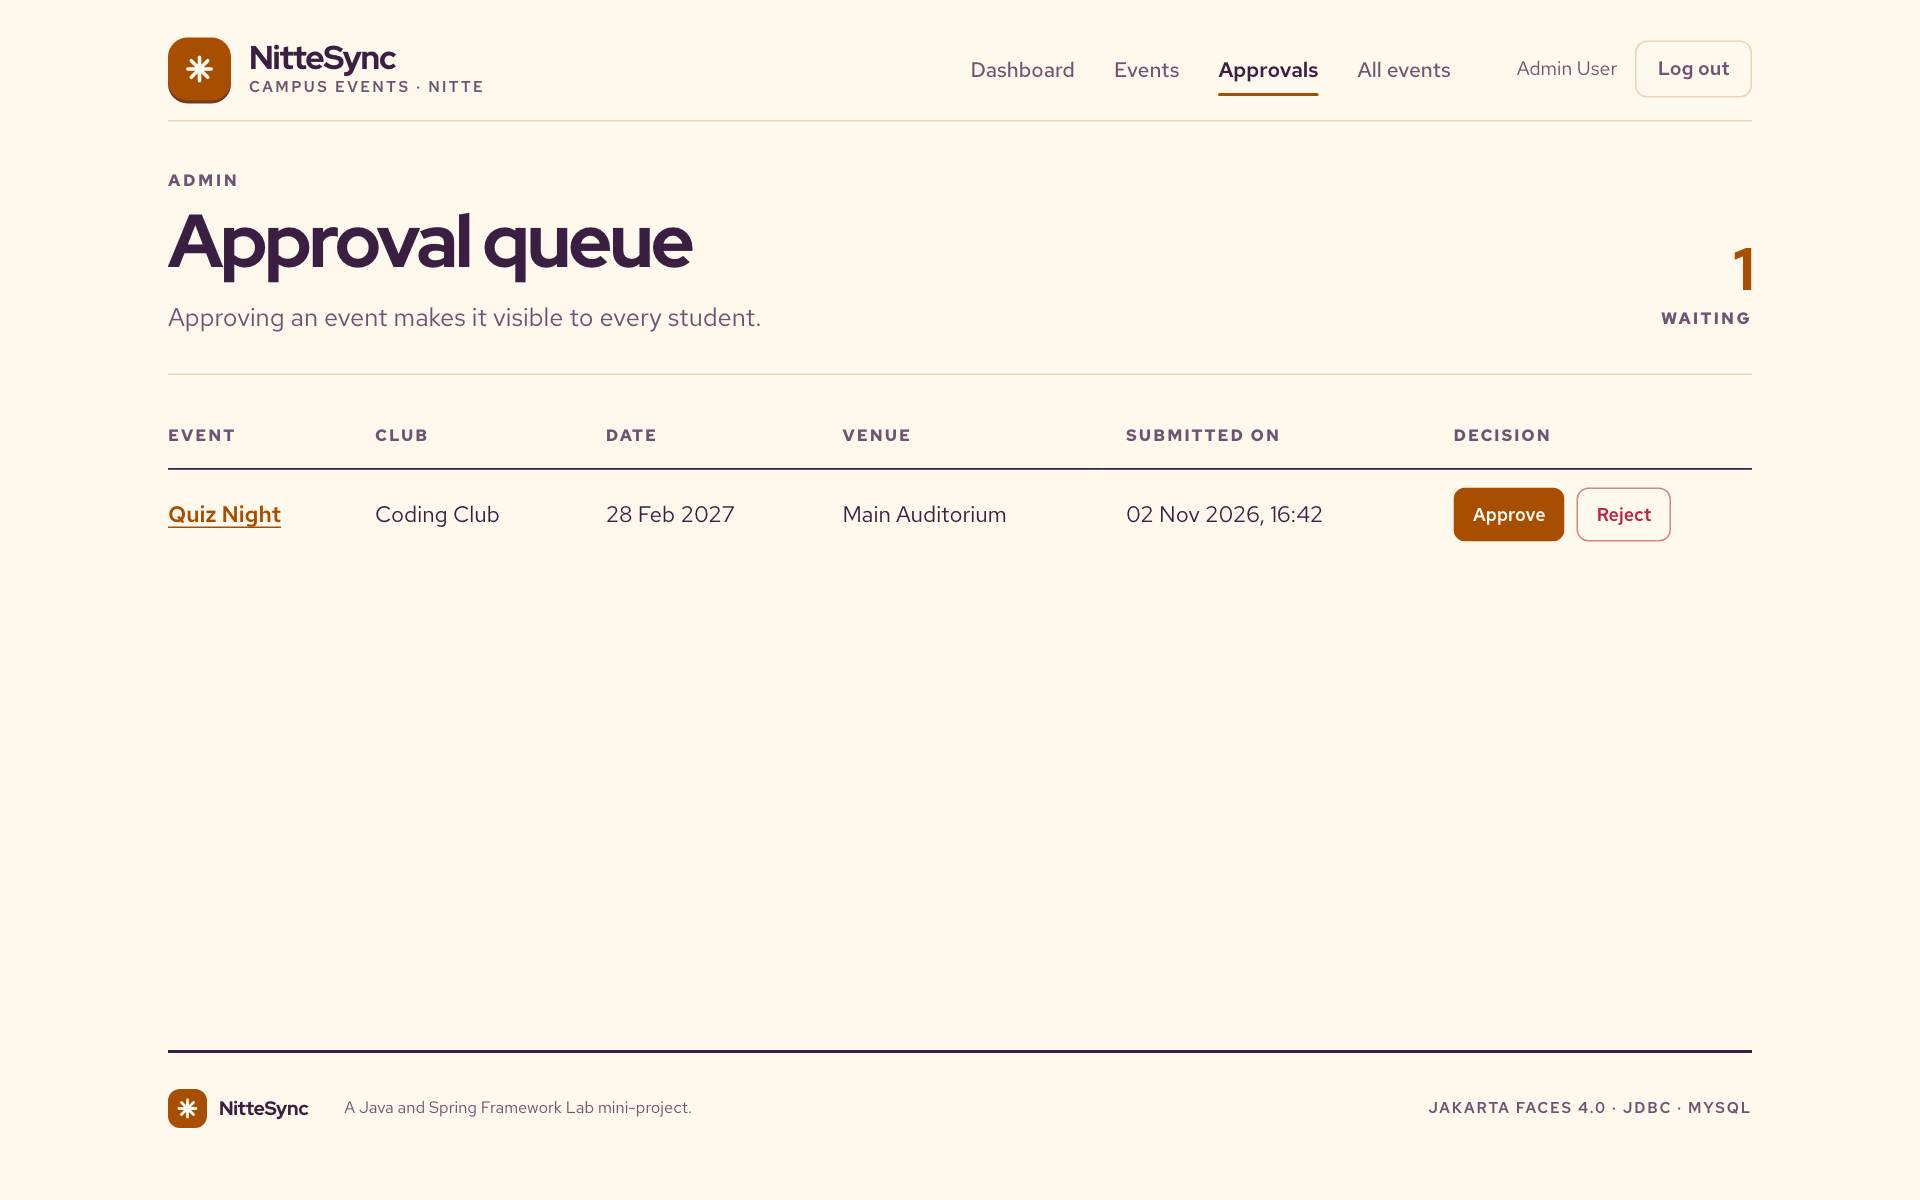 NitteSync
CAMPUS EVENTS · NITTE
Dashboard Events Approvals All events Admin User Log out
ADMIN
Approval queue
Approving an event makes it visible to every student.
1
WAITING
EVENT CLUB DATE VENUE SUBMITTED ON DECISION
Quiz Night Coding Club 28 Feb 2027 Main Auditorium 02 Nov 2026, 16:42 Approve Reject
NitteSync A Java and Spring Framework Lab mini-project. JAKARTA FACES 4.0 · JDBC · MYSQL